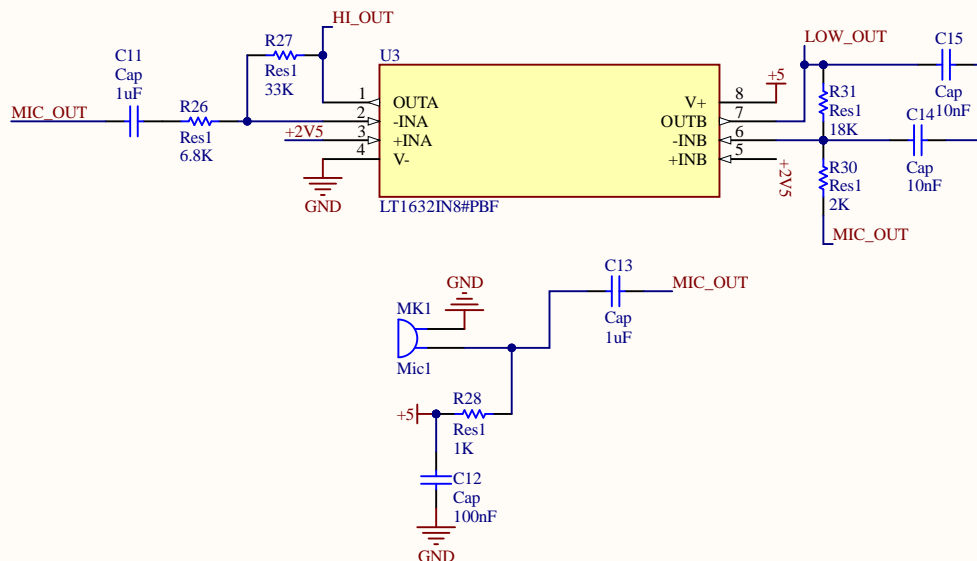 HI_OUT
R27
Res1
33K
C11
Cap
1uF
MIC_OUT
R26
Res1
6.8K
+2V5
GND
U3
1
2
3
4
OUTA
-INA
+INA
V-
V+
OUTB
-INB
+INB
8
7
6
5
LT1632IN8#PBF
+5
+2V5
LOW_OUT
R31
Res1
18K
C15
Cap
10nF
C14
Cap
10nF
R30
Res1
2K
MIC_OUT
GND
MK1
Mic1
C13
Cap
1uF
MIC_OUT
R28
Res1
1K
+5
C12
Cap
100nF
GND